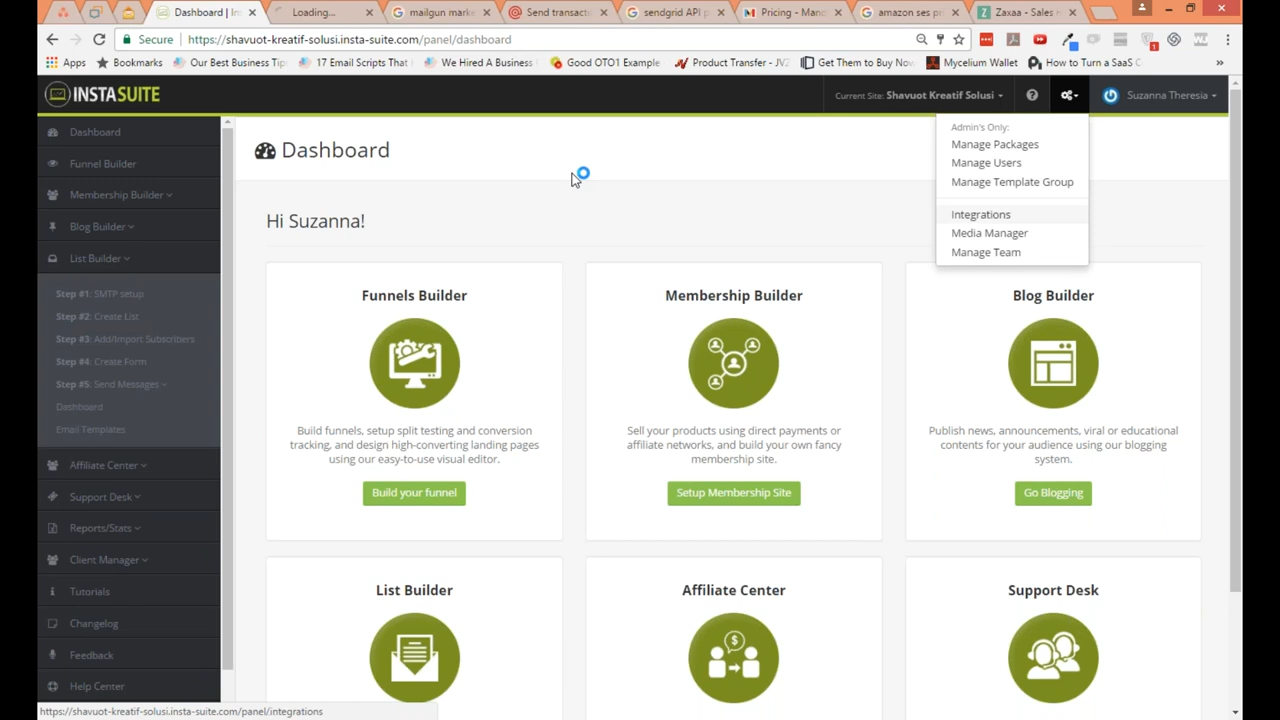 Dashboard | In
Loading...
mailgun mark
Send transact
sendgrid API p
Pricing - Mand
amazon ses pr
Zaxaa - Sales
Secure
https://shavuot-kreatif-solusi.insta-suite.com/panel/dashboard
Apps
Bookmarks
Our Best Business Tip
17 Email Scripts That
We Hired A Business
Good OTO1 Example
Product Transfer - JVZ
Get Them to Buy Now
Mycelium Wallet
How to Turn a SaaS C
»
INSTASUITE
Current Site: Shavuot Kreatif Solusi
Suzanna Theresia
Dashboard
Funnel Builder
Membership Builder
Blog Builder
List Builder
Step #1: SMTP setup
Step #2: Create List
Step #3: Add/Import Subscribers
Step #4: Create Form
Step #5: Send Messages
Dashboard
Email Templates
Affiliate Center
Support Desk
Reports/Stats
Client Manager
Tutorials
Changelog
Feedback
Help Center
Admin's Only:
Manage Packages
Manage Users
Manage Template Group
Integrations
Media Manager
Manage Team
Dashboard
Hi Suzanna!
Funnels Builder
Build funnels, setup split testing and conversion
tracking, and design high-converting landing pages
using our easy-to-use visual editor.
Build your funnel
Membership Builder
Sell your products using direct payments or
affiliate networks, and build your own fancy
membership site.
Setup Membership Site
Blog Builder
Publish news, announcements, viral or educational
contents for your audience using our blogging
system.
Go Blogging
List Builder
Affiliate Center
Support Desk
https://shavuot-kreatif-solusi.insta-suite.com/panel/integrations